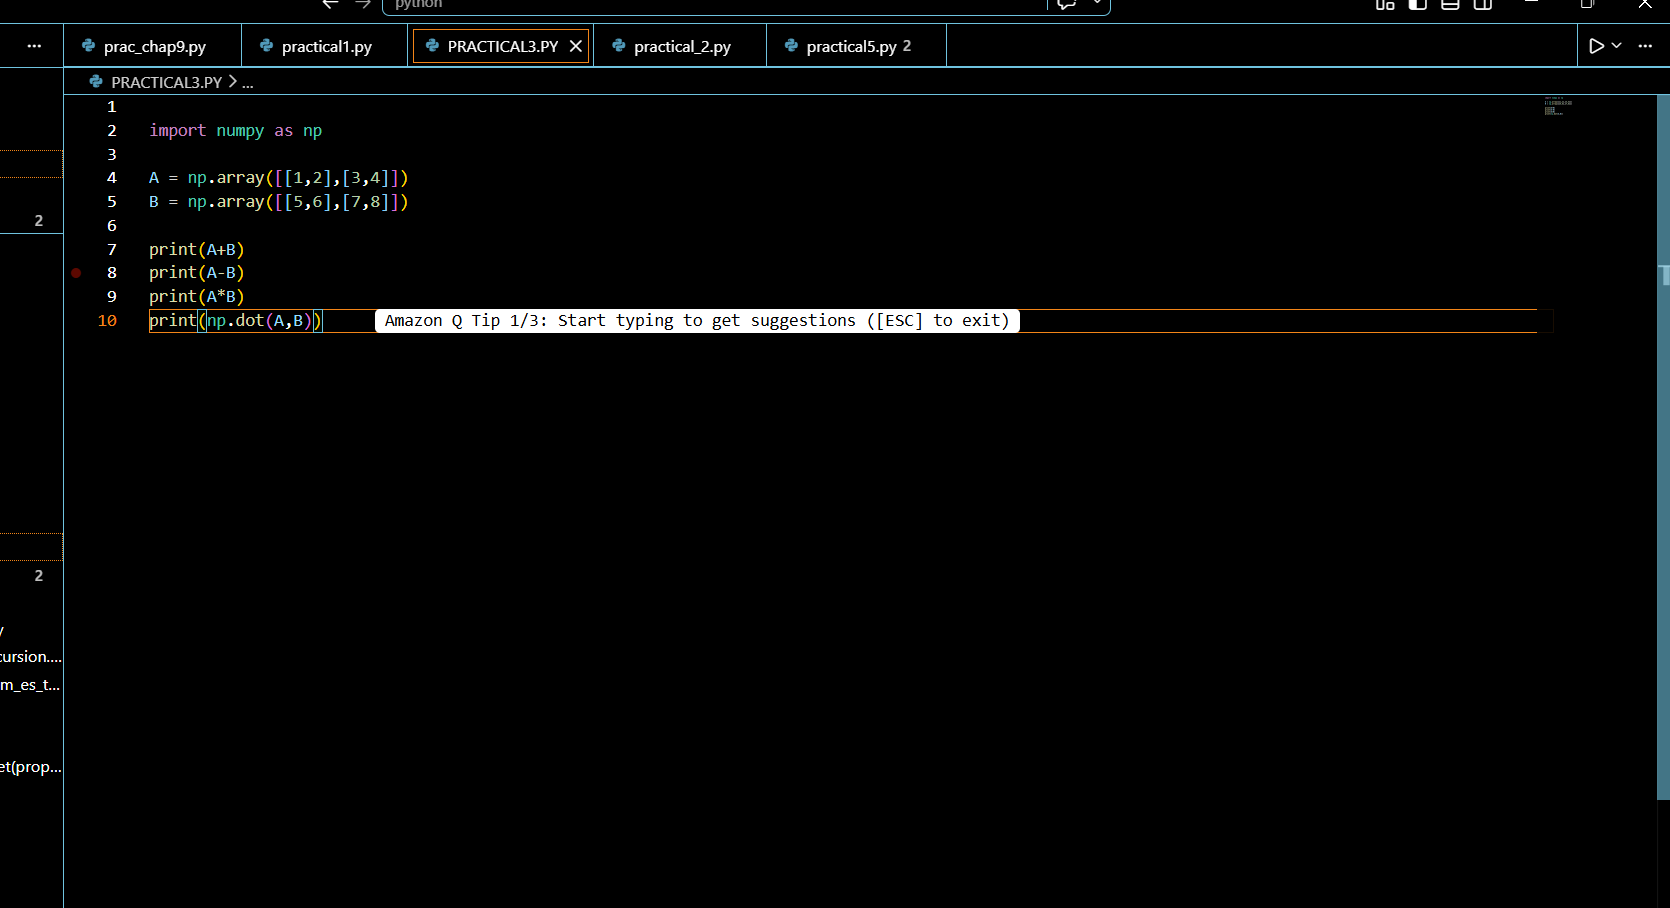 python
prac_chap9.py practical1.py PRACTICAL3.PY practical_2.py practical5.py 2
PRACTICAL3.PY > ...
1
2 import numpy as np
3
4 A = np.array([[1,2],[3,4]])
5 B = np.array([[5,6],[7,8]])
6
7 print(A+B)
8 print(A-B)
9 print(A*B)
10 print(np.dot(A,B)) Amazon Q Tip 1/3: Start typing to get suggestions ([ESC] to exit)
2
2
y
cursion....
m_es_t...
et(prop...